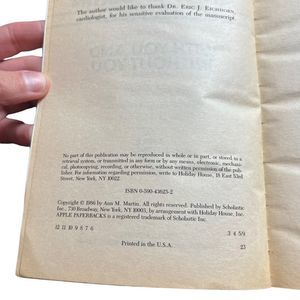 The author would like to thank DR. ERIC J. EICHHORN,
cardiologist, for his sensitive evaluation of the manuscript.
No part of this publication may be reproduced in whole or in part, or stored in a
retrieval system, or transmitted in any form or by any means, electronic, mechanical,
photocopying, recording, or otherwise, without written permission of the publisher.
For information regarding permission, write to Holiday House, 18 East 53rd
Street, New York, NY 10022.
ISBN 0-590-43625-2
Copyright © 1986 by Ann M. Martin. All rights reserved. Published by Scholastic
Inc., 730 Broadway, New York, NY 10003, by arrangement with Holiday House, Inc.
APPLE PAPERBACKS is a registered trademark of Scholastic Inc.
12 11 10 9 8 7 6
3 4 5/9
Printed in the U.S.A.
23